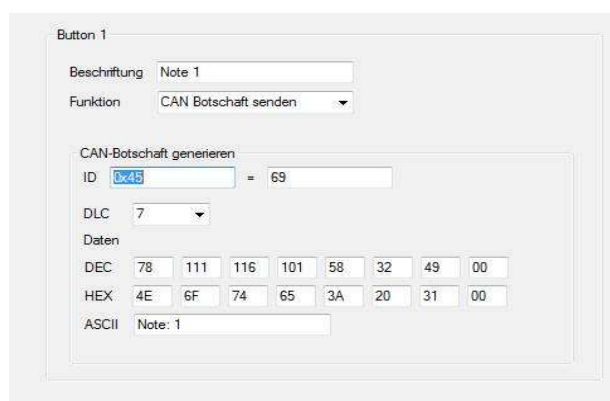 Button 1
Beschriftung Note 1
Funktion CAN Botschaft senden
CAN-Botschaft generieren
ID 0x45 = 69
DLC 7
Daten
DEC 78 111 116 101 58 32 49 00
HEX 4E 6F 74 65 3A 20 31 00
ASCII Note: 1